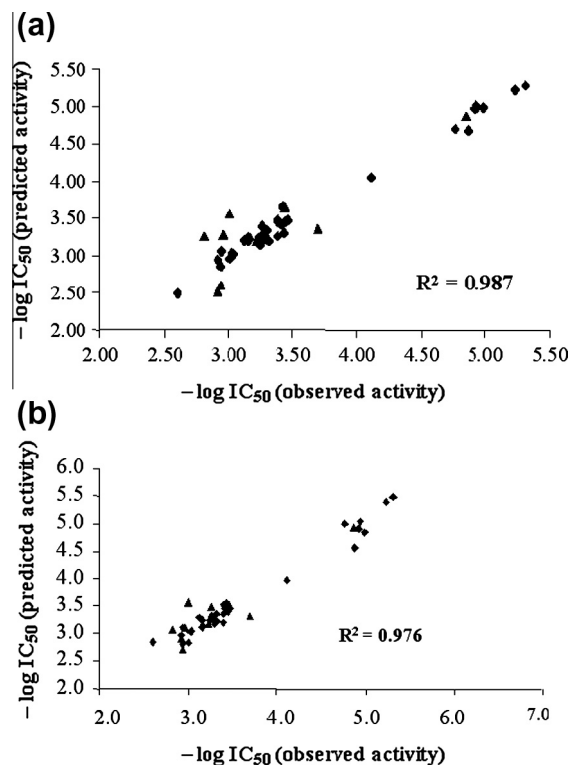 (a)
5.50
5.00
4.50
4.00
3.50
3.00
2.50
2.00
– log IC50 (predicted activity)
R2 = 0.987
2.00 2.50 3.00 3.50 4.00 4.50 5.00 5.50
– log IC50 (observed activity)
(b)
6.0
5.5
5.0
4.5
4.0
3.5
3.0
2.5
2.0
– log IC50 (predicted activity)
R2 = 0.976
2.0 3.0 4.0 5.0 6.0 7.0
– log IC50 (observed activity)